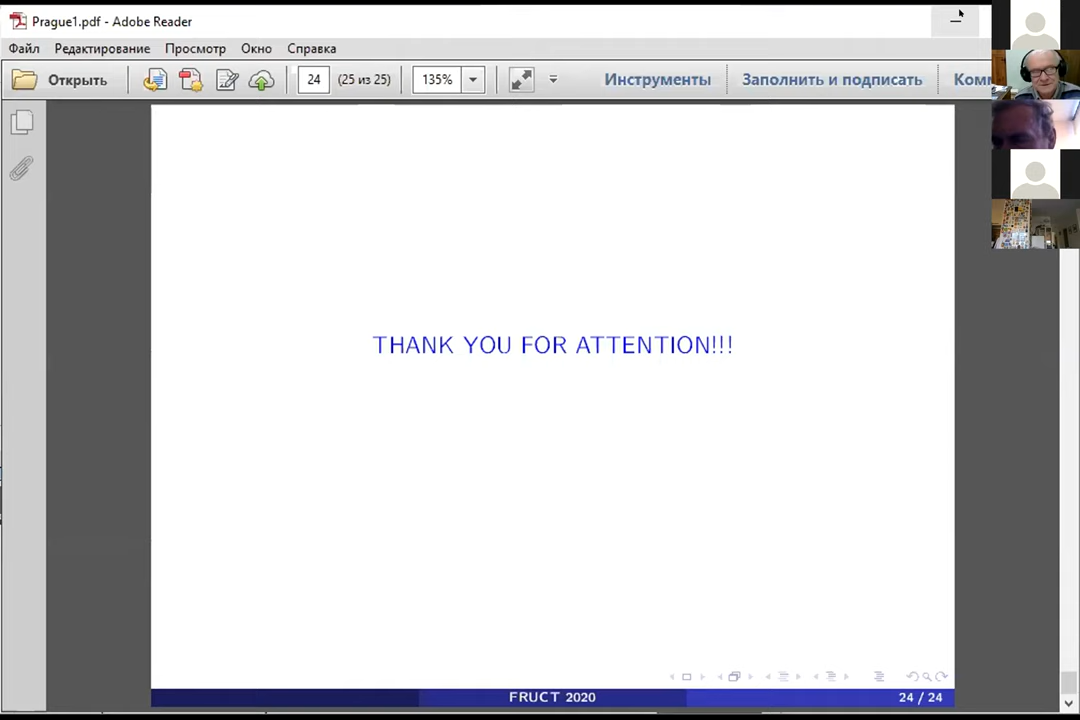 Prague1.pdf - Adobe Reader
Файл Редактирование Просмотр Окно Справка
Открыть 24 (25 из 25) 135% Инструменты Заполнить и подписать
THANK YOU FOR ATTENTION!!!
FRUCT 2020 24 / 24